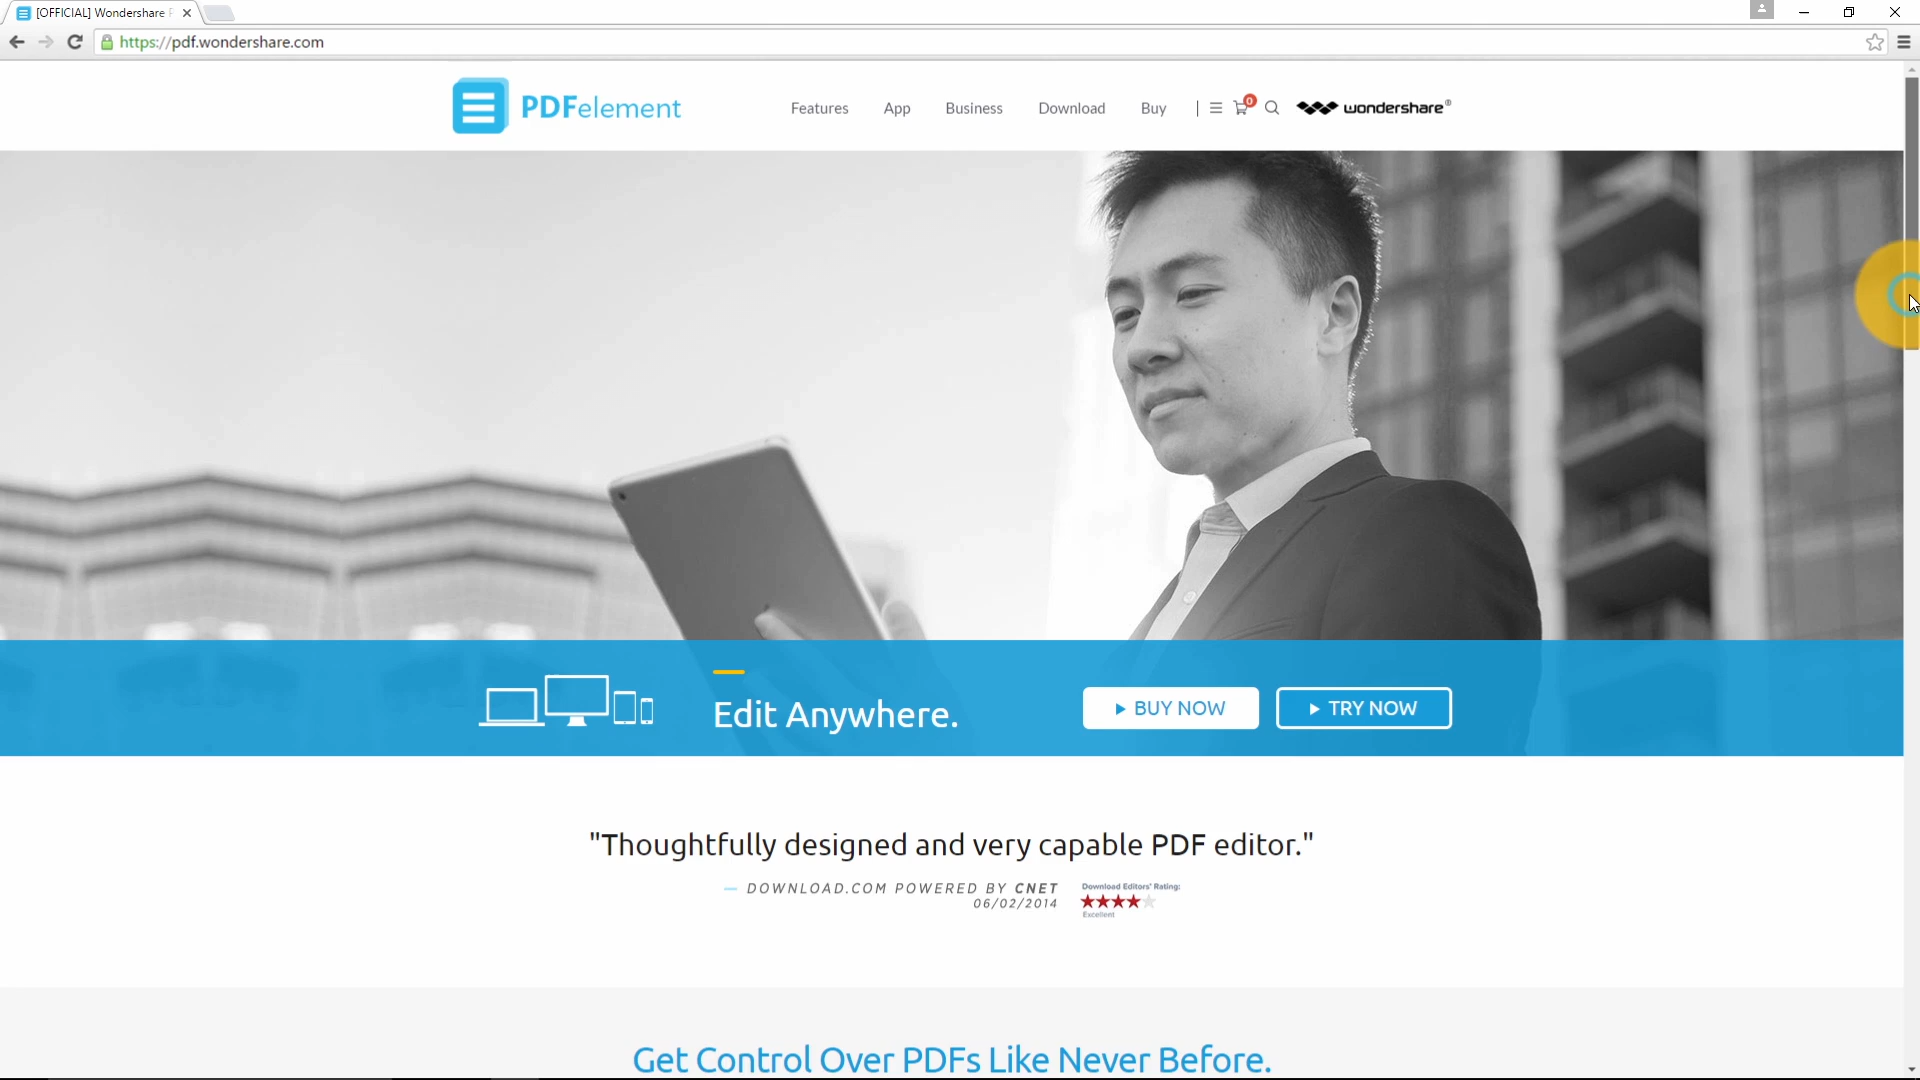 [OFFICIAL] Wondershare
https://pdf.wondershare.com
PDFelement
Features App Business Download Buy | 0 wondershare®
Edit Anywhere.
BUY NOW TRY NOW
"Thoughtfully designed and very capable PDF editor."
— DOWNLOAD.COM POWERED BY CNET
06/02/2014
Download Editors' Rating:
Excellent
Get Control Over PDFs Like Never Before.